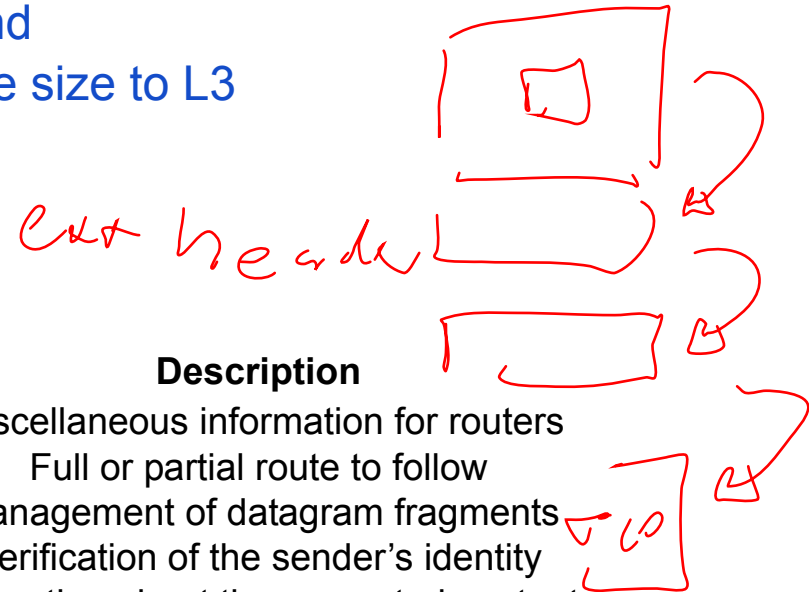 nd
e size to L3
ext header
Description
scellaneous information for routers
Full or partial route to follow
anagement of datagram fragments
erification of the sender's identity